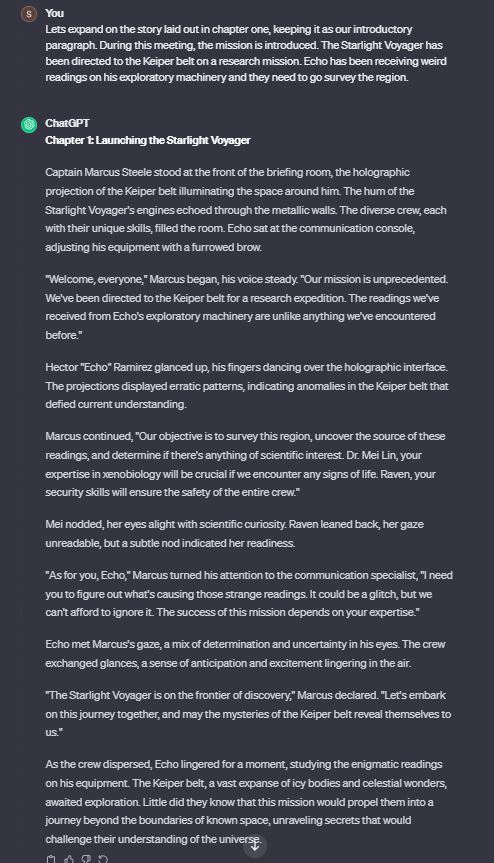 S
You
Lets expand on the story laid out in chapter one, keeping it as our introductory
paragraph. During this meeting, the mission is introduced. The Starlight Voyager has
been directed to the Keiper belt on a research mission. Echo has been receiving weird
readings on his exploratory machinery and they need to go survey the region.
ChatGPT
Chapter 1: Launching the Starlight Voyager
Captain Marcus Steele stood at the front of the briefing room, the holographic
projection of the Keiper belt illuminating the space around him. The hum of the
Starlight Voyager's engines echoed through the metallic walls. The diverse crew, each
with their unique skills, filled the room. Echo sat at the communication console,
adjusting his equipment with a furrowed brow.
"Welcome, everyone," Marcus began, his voice steady. "Our mission is unprecedented.
We've been directed to the Keiper belt for a research expedition. The readings we've
received from Echo's exploratory machinery are unlike anything we've encountered
before."
Hector "Echo" Ramirez glanced up, his fingers dancing over the holographic interface.
The projections displayed erratic patterns, indicating anomalies in the Keiper belt that
defied current understanding.
Marcus continued, "Our objective is to survey this region, uncover the source of these
readings, and determine if there's anything of scientific interest. Dr. Mei Lin, your
expertise in xenobiology will be crucial if we encounter any signs of life. Raven, your
security skills will ensure the safety of the entire crew."
Mei nodded, her eyes alight with scientific curiosity. Raven leaned back, her gaze
unreadable, but a subtle nod indicated her readiness.
"As for you, Echo," Marcus turned his attention to the communication specialist, "I need
you to figure out what's causing those strange readings. It could be a glitch, but we
can't afford to ignore it. The success of this mission depends on your expertise."
Echo met Marcus's gaze, a mix of determination and uncertainty in his eyes. The crew
exchanged glances, a sense of anticipation and excitement lingering in the air.
"The Starlight Voyager is on the frontier of discovery," Marcus declared. "Let's embark
on this journey together, and may the mysteries of the Keiper belt reveal themselves to
us."
As the crew dispersed, Echo lingered for a moment, studying the enigmatic readings
on his equipment. The Keiper belt, a vast expanse of icy bodies and celestial wonders,
awaited exploration. Little did they know that this mission would propel them into a
journey beyond the boundaries of known space, unraveling secrets that would
challenge their understanding of the universe.